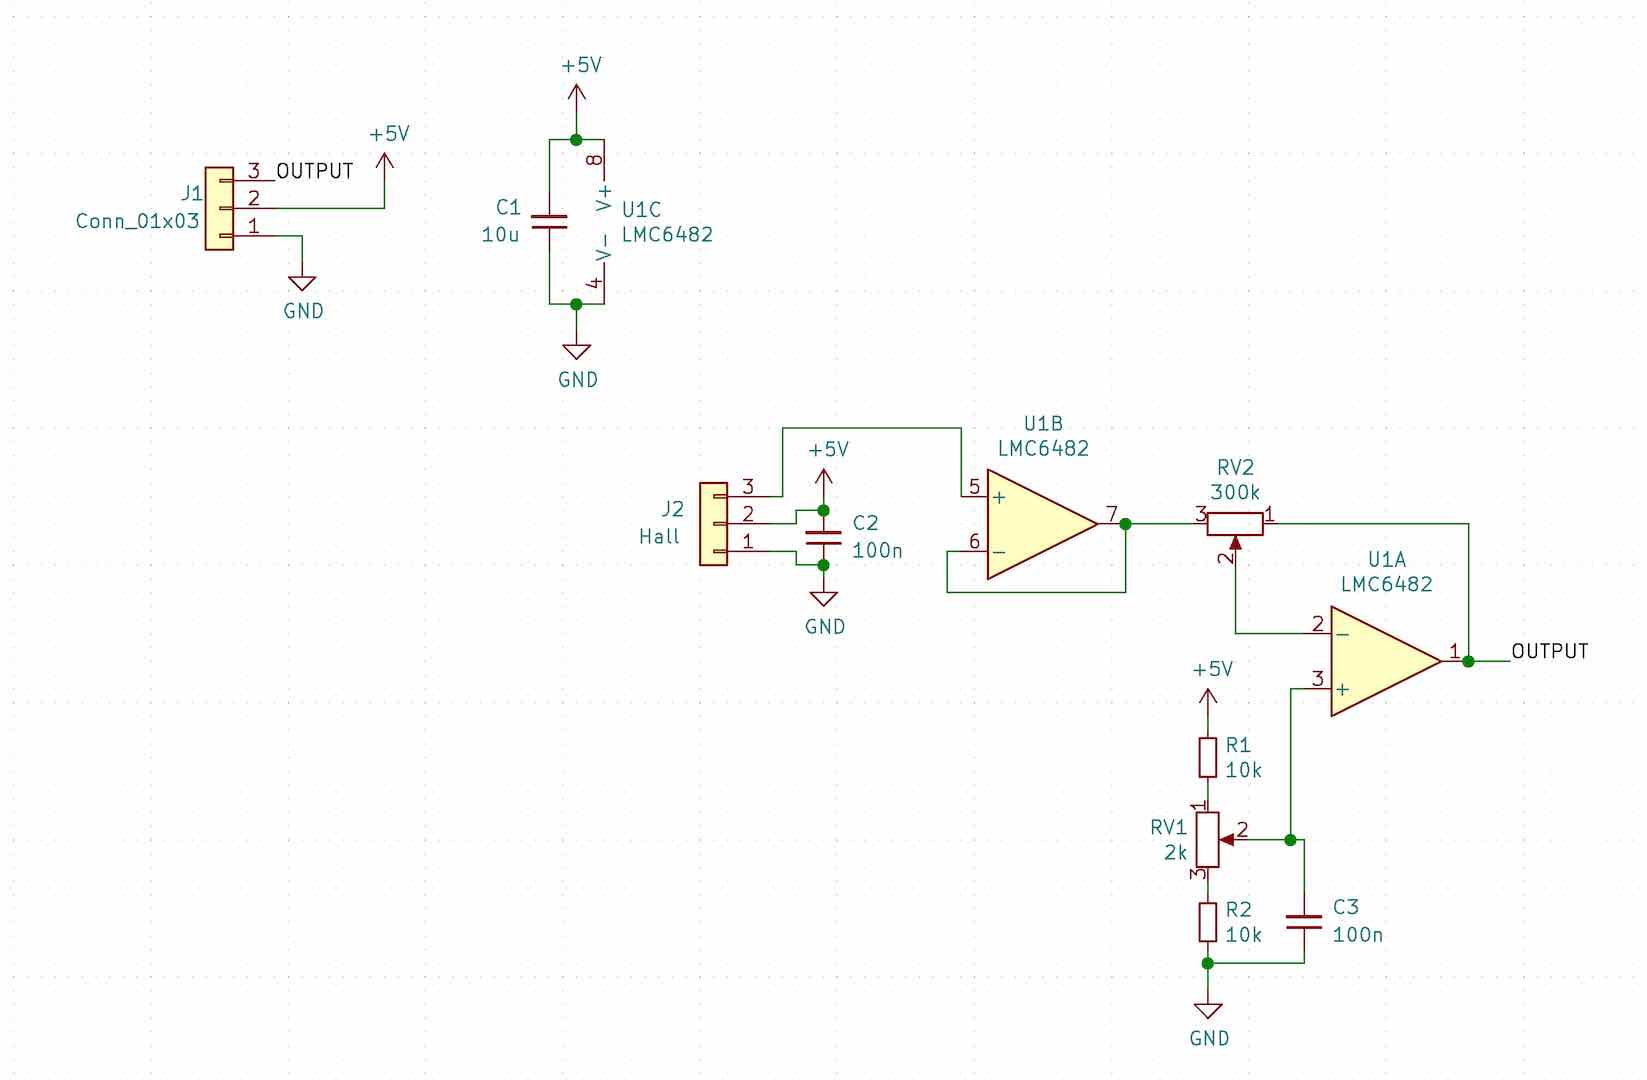 +5V
+5V
3
OUTPUT
J1
2
Conn_01x03
1
GND
8
V+
C1
10u
U1C
LMC6482
V-
4
GND
U1B
LMC6482
+5V
J2
Hall
3
2
1
C2
100n
GND
5
+
7
6
-
RV2
300k
3
1
2
U1A
LMC6482
2
-
1
OUTPUT
3
+
+5V
R1
10k
1
RV1
2k
2
3
R2
10k
C3
100n
GND